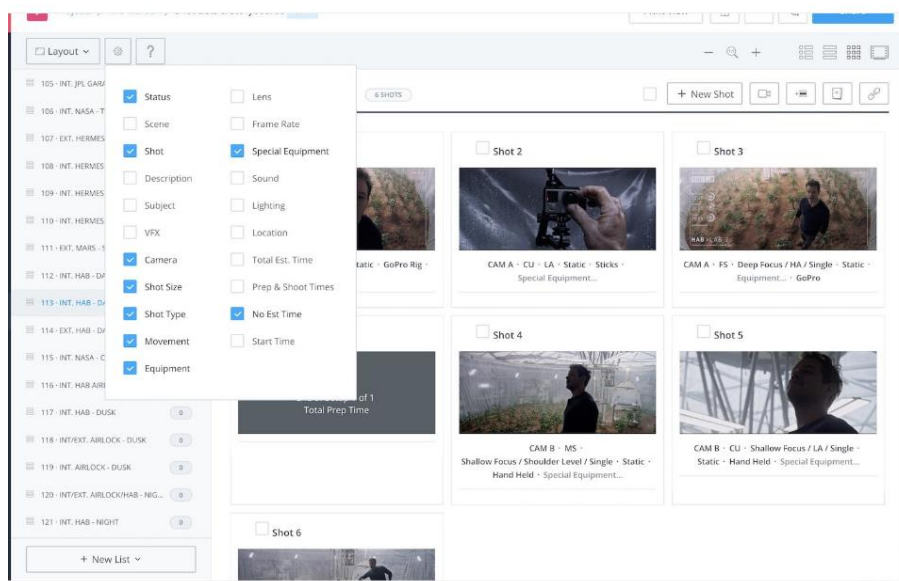 Layout
?
105 · INT. JPL GARA
106 · INT. NASA - T
107 · EXT. HERMES
108 · INT. HERMES
109 · INT. HERMES
110 · INT. HERMES
111 · EXT. MARS - S
112 · INT. HAB - DA
113 · INT. HAB - DA
114 · EXT. HAB - DA
115 · INT. NASA - C
116 · INT. HAB AIRL
117 · INT. HAB - DUSK 0
118 · INT/EXT. AIRLOCK - DUSK 0
119 · INT. AIRLOCK - DUSK 0
120 · INT/EXT. AIRLOCK/HAB - NIG... 0
121 · INT. HAB - NIGHT 0
+ New List
Status
Scene
Shot
Description
Subject
VFX
Camera
Shot Size
Shot Type
Movement
Equipment
Lens
Frame Rate
Special Equipment
Sound
Lighting
Location
Total Est. Time
Prep & Shoot Times
No Est Time
Start Time
6 SHOTS
+ New Shot
tatic · GoPro Rig ·
Shot 2
CAM A · CU · LA · Static · Sticks ·
Special Equipment...
Shot 3
HAB
CAM A · FS · Deep Focus / HA / Single · Static ·
Equipment... · GoPro
of 1
Total Prep Time
Shot 4
CAM B · MS ·
Shallow Focus / Shoulder Level / Single · Static ·
Hand Held · Special Equipment...
Shot 5
CAM B · CU · Shallow Focus / LA / Single ·
Static · Hand Held · Special Equipment...
Shot 6